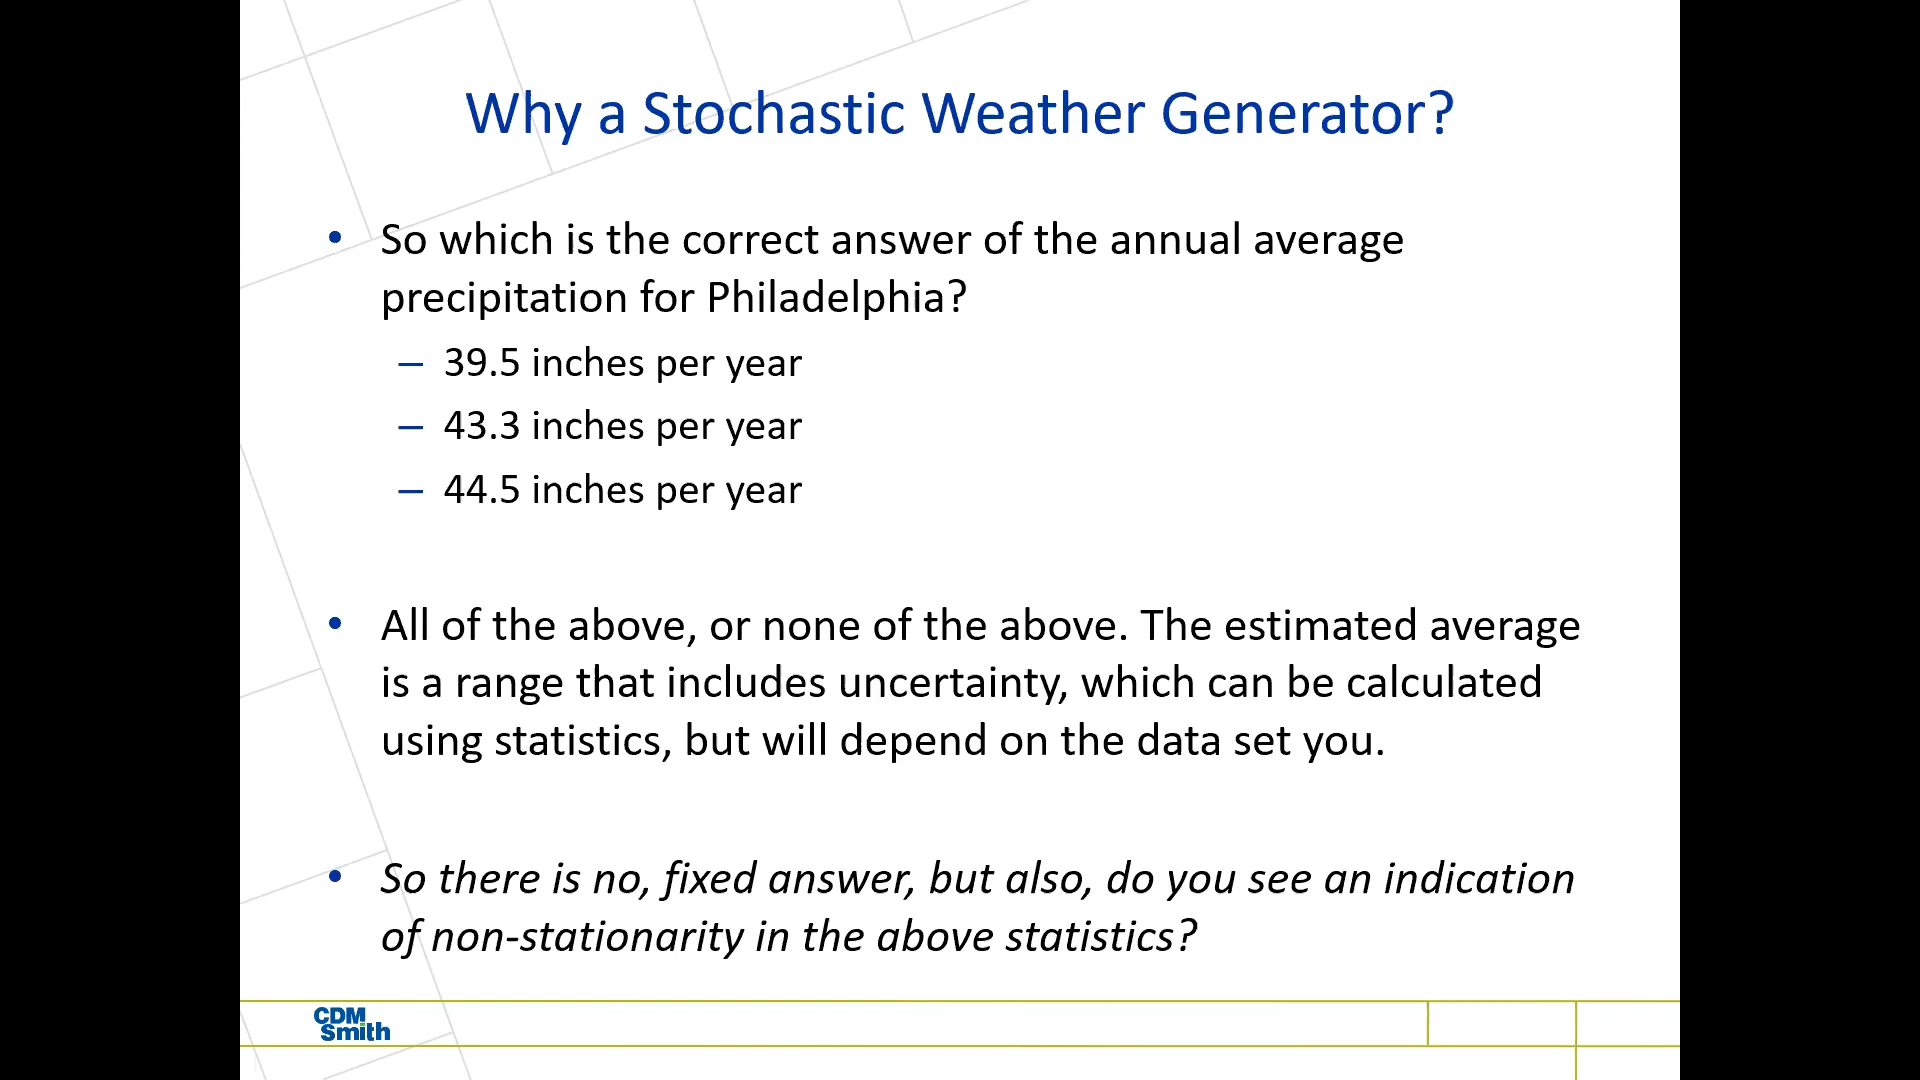 Why a Stochastic Weather Generator?
• So which is the correct answer of the annual average
precipitation for Philadelphia?
– 39.5 inches per year
– 43.3 inches per year
– 44.5 inches per year
• All of the above, or none of the above. The estimated average
is a range that includes uncertainty, which can be calculated
using statistics, but will depend on the data set you.
• So there is no, fixed answer, but also, do you see an indication
of non-stationarity in the above statistics?
CDM
Smith